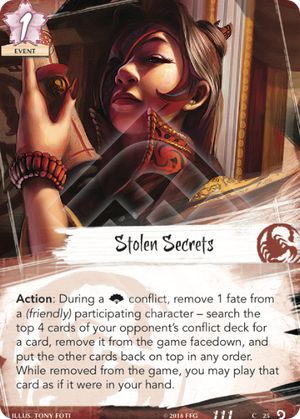 1
EVENT
Stolen Secrets
Action: During a conflict, remove 1 fate from
a (friendly) participating character – search the
top 4 cards of your opponent's conflict deck for
a card, remove it from the game facedown, and
put the other cards back on top in any order.
While removed from the game, you may play that
card as if it were in your hand.
ILLUS. TONY FOTI
©2018 FFG
C 25